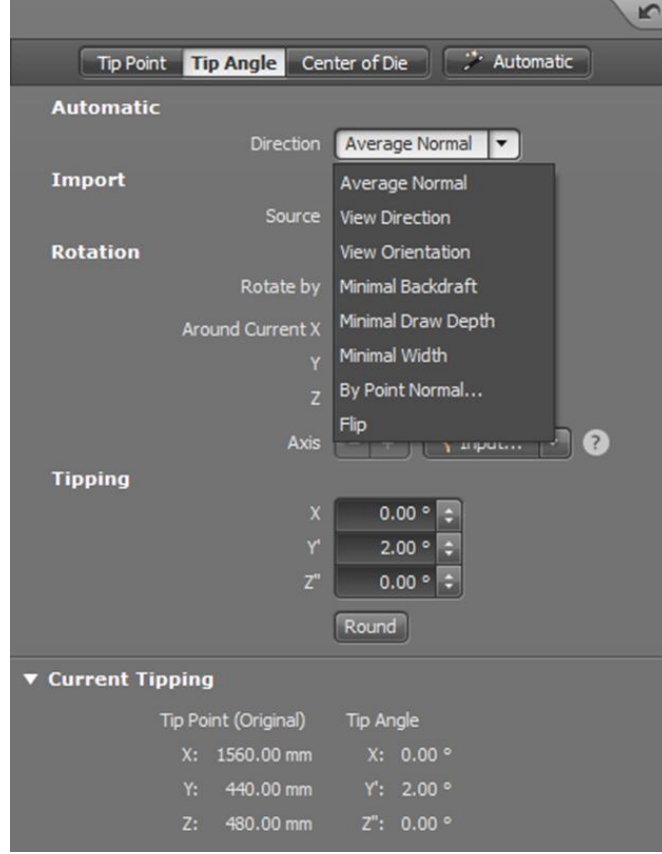 Tip Point Tip Angle Center of Die Automatic
Automatic
Direction Average Normal
Average Normal
Import
Source View Direction
Rotation View Orientation
Rotate by Minimal Backdraft
Around Current X Minimal Draw Depth
Y Minimal Width
Z By Point Normal...
Flip
Axis Input... ?
Tipping
X 0.00 °
Y' 2.00 °
Z" 0.00 °
Round
Current Tipping
Tip Point (Original) Tip Angle
X: 1560.00 mm X: 0.00 °
Y: 440.00 mm Y': 2.00 °
Z: 480.00 mm Z": 0.00 °